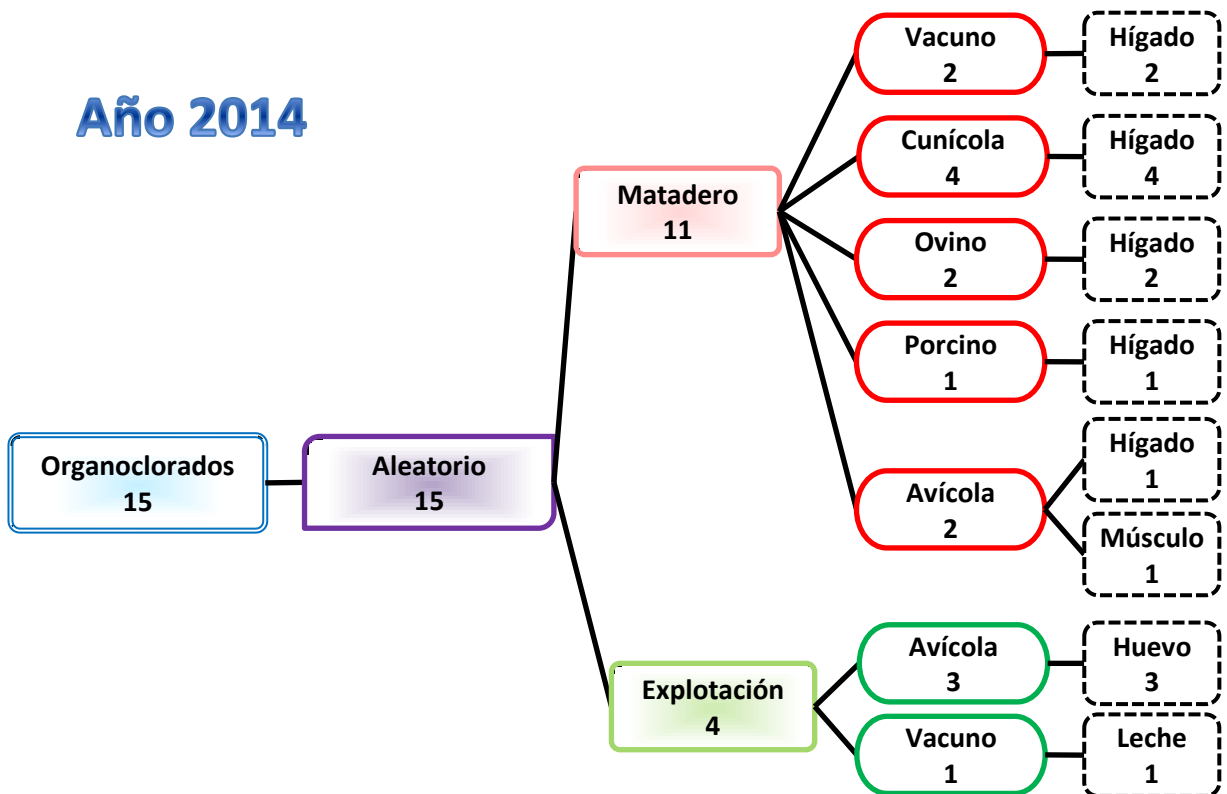 Año 2014
Organoclorados
15
Aleatorio
15
Matadero
11
Vacuno
2
Hígado
2
Cunícola
4
Hígado
4
Ovino
2
Hígado
2
Porcino
1
Hígado
1
Avícola
2
Hígado
1
Músculo
1
Explotación
4
Avícola
3
Huevo
3
Vacuno
1
Leche
1